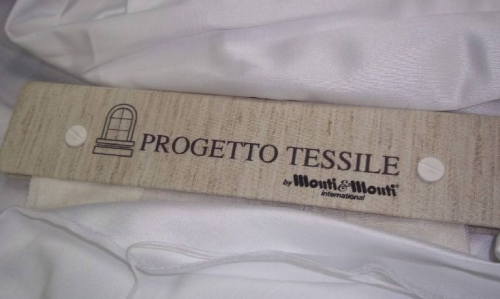 PROGETTO TESSILE
by Monti & Monti®
international